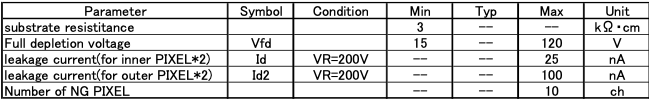 Parameter Symbol Condition Min Typ Max Unit
substrate resistitance 3 -- -- kΩ・cm
Full depletion voltage Vfd 15 -- 120 V
leakage current(for inner PIXEL*2) Id VR=200V -- -- 25 nA
leakage current(for outer PIXEL*2) Id2 VR=200V -- -- 100 nA
Number of NG PIXEL -- -- 10 ch